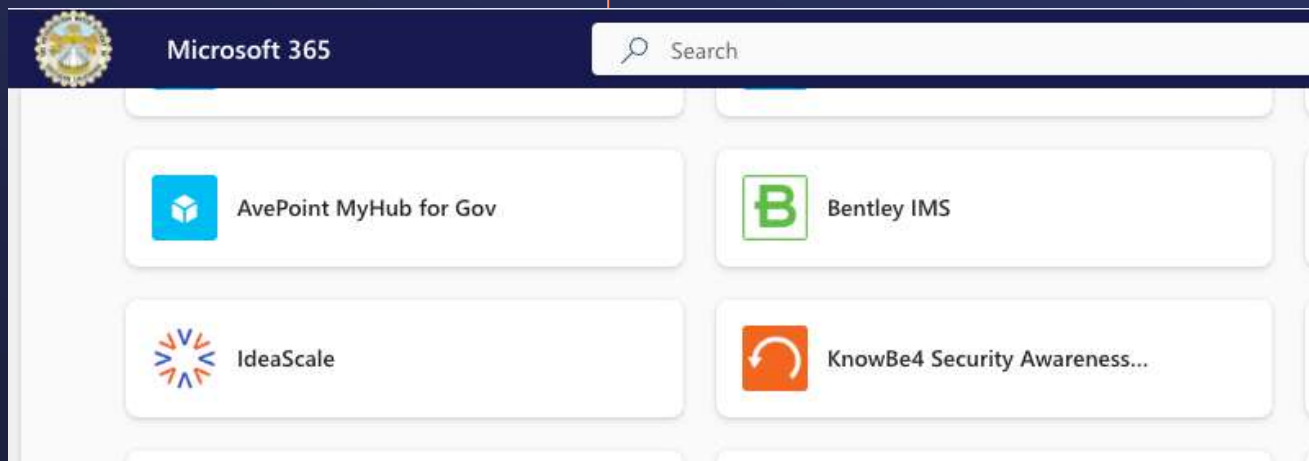 Microsoft 365
Search
AvePoint MyHub for Gov
Bentley IMS
IdeaScale
KnowBe4 Security Awareness...